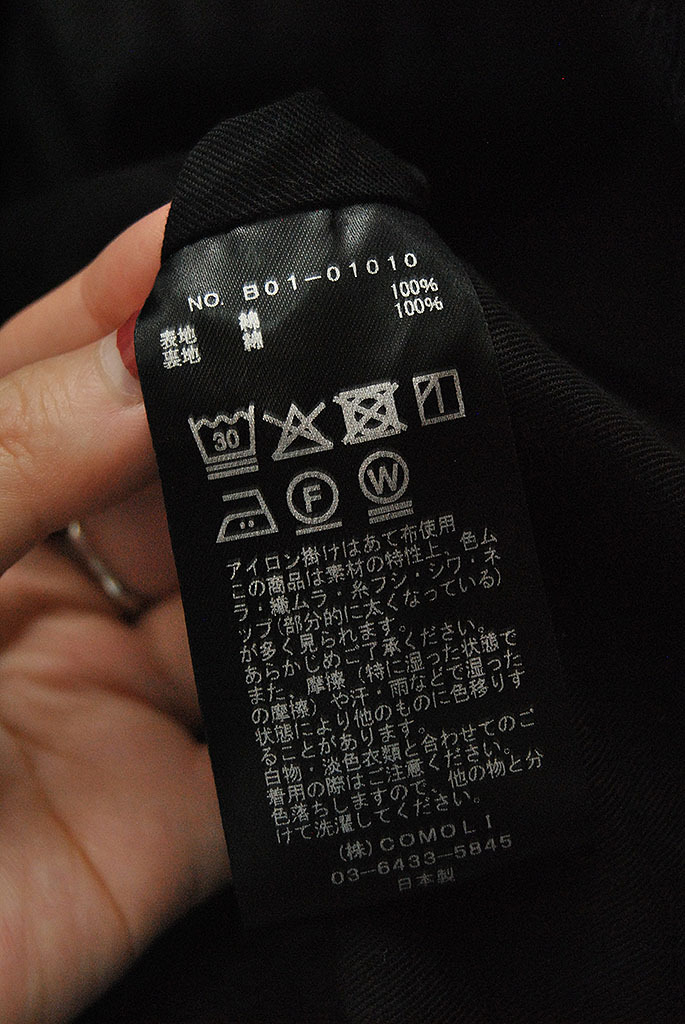 NO. B01-01010
表地 綿 100%
裏地 綿 100%
30
F W
アイロン掛けはあて布使用
この商品は素材の特性上、色ム
ラ・織ムラ・糸フシ・シワ・ネ
ップ(部分的に太くなっている)
が多く見られます。
あらかじめご了承ください。
また、摩擦(特に湿った状態で
の摩擦)や汗・雨などで湿った
状態により他のものに色移りす
ることがあります。
白物・淡色衣類と合わせてのご
着用の際はご注意ください。
色落ちしますので、他の物と分
けて洗濯してください。
(株)COMOLI
03-6433-5845
日本製